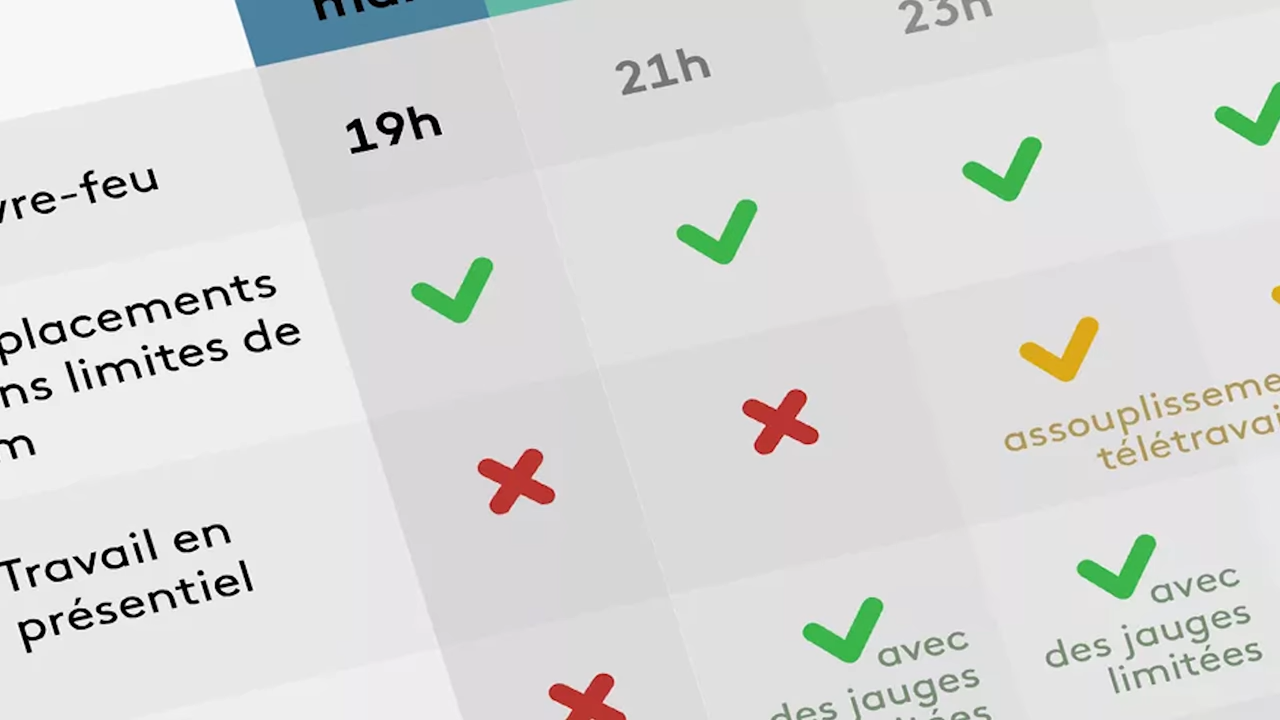 19h
21h
23h
vre-feu
placements
ns limites de
m
Travail en
présentiel
assouplisseme
télétravai
avec
des jauges
limitées
avec
des jauges